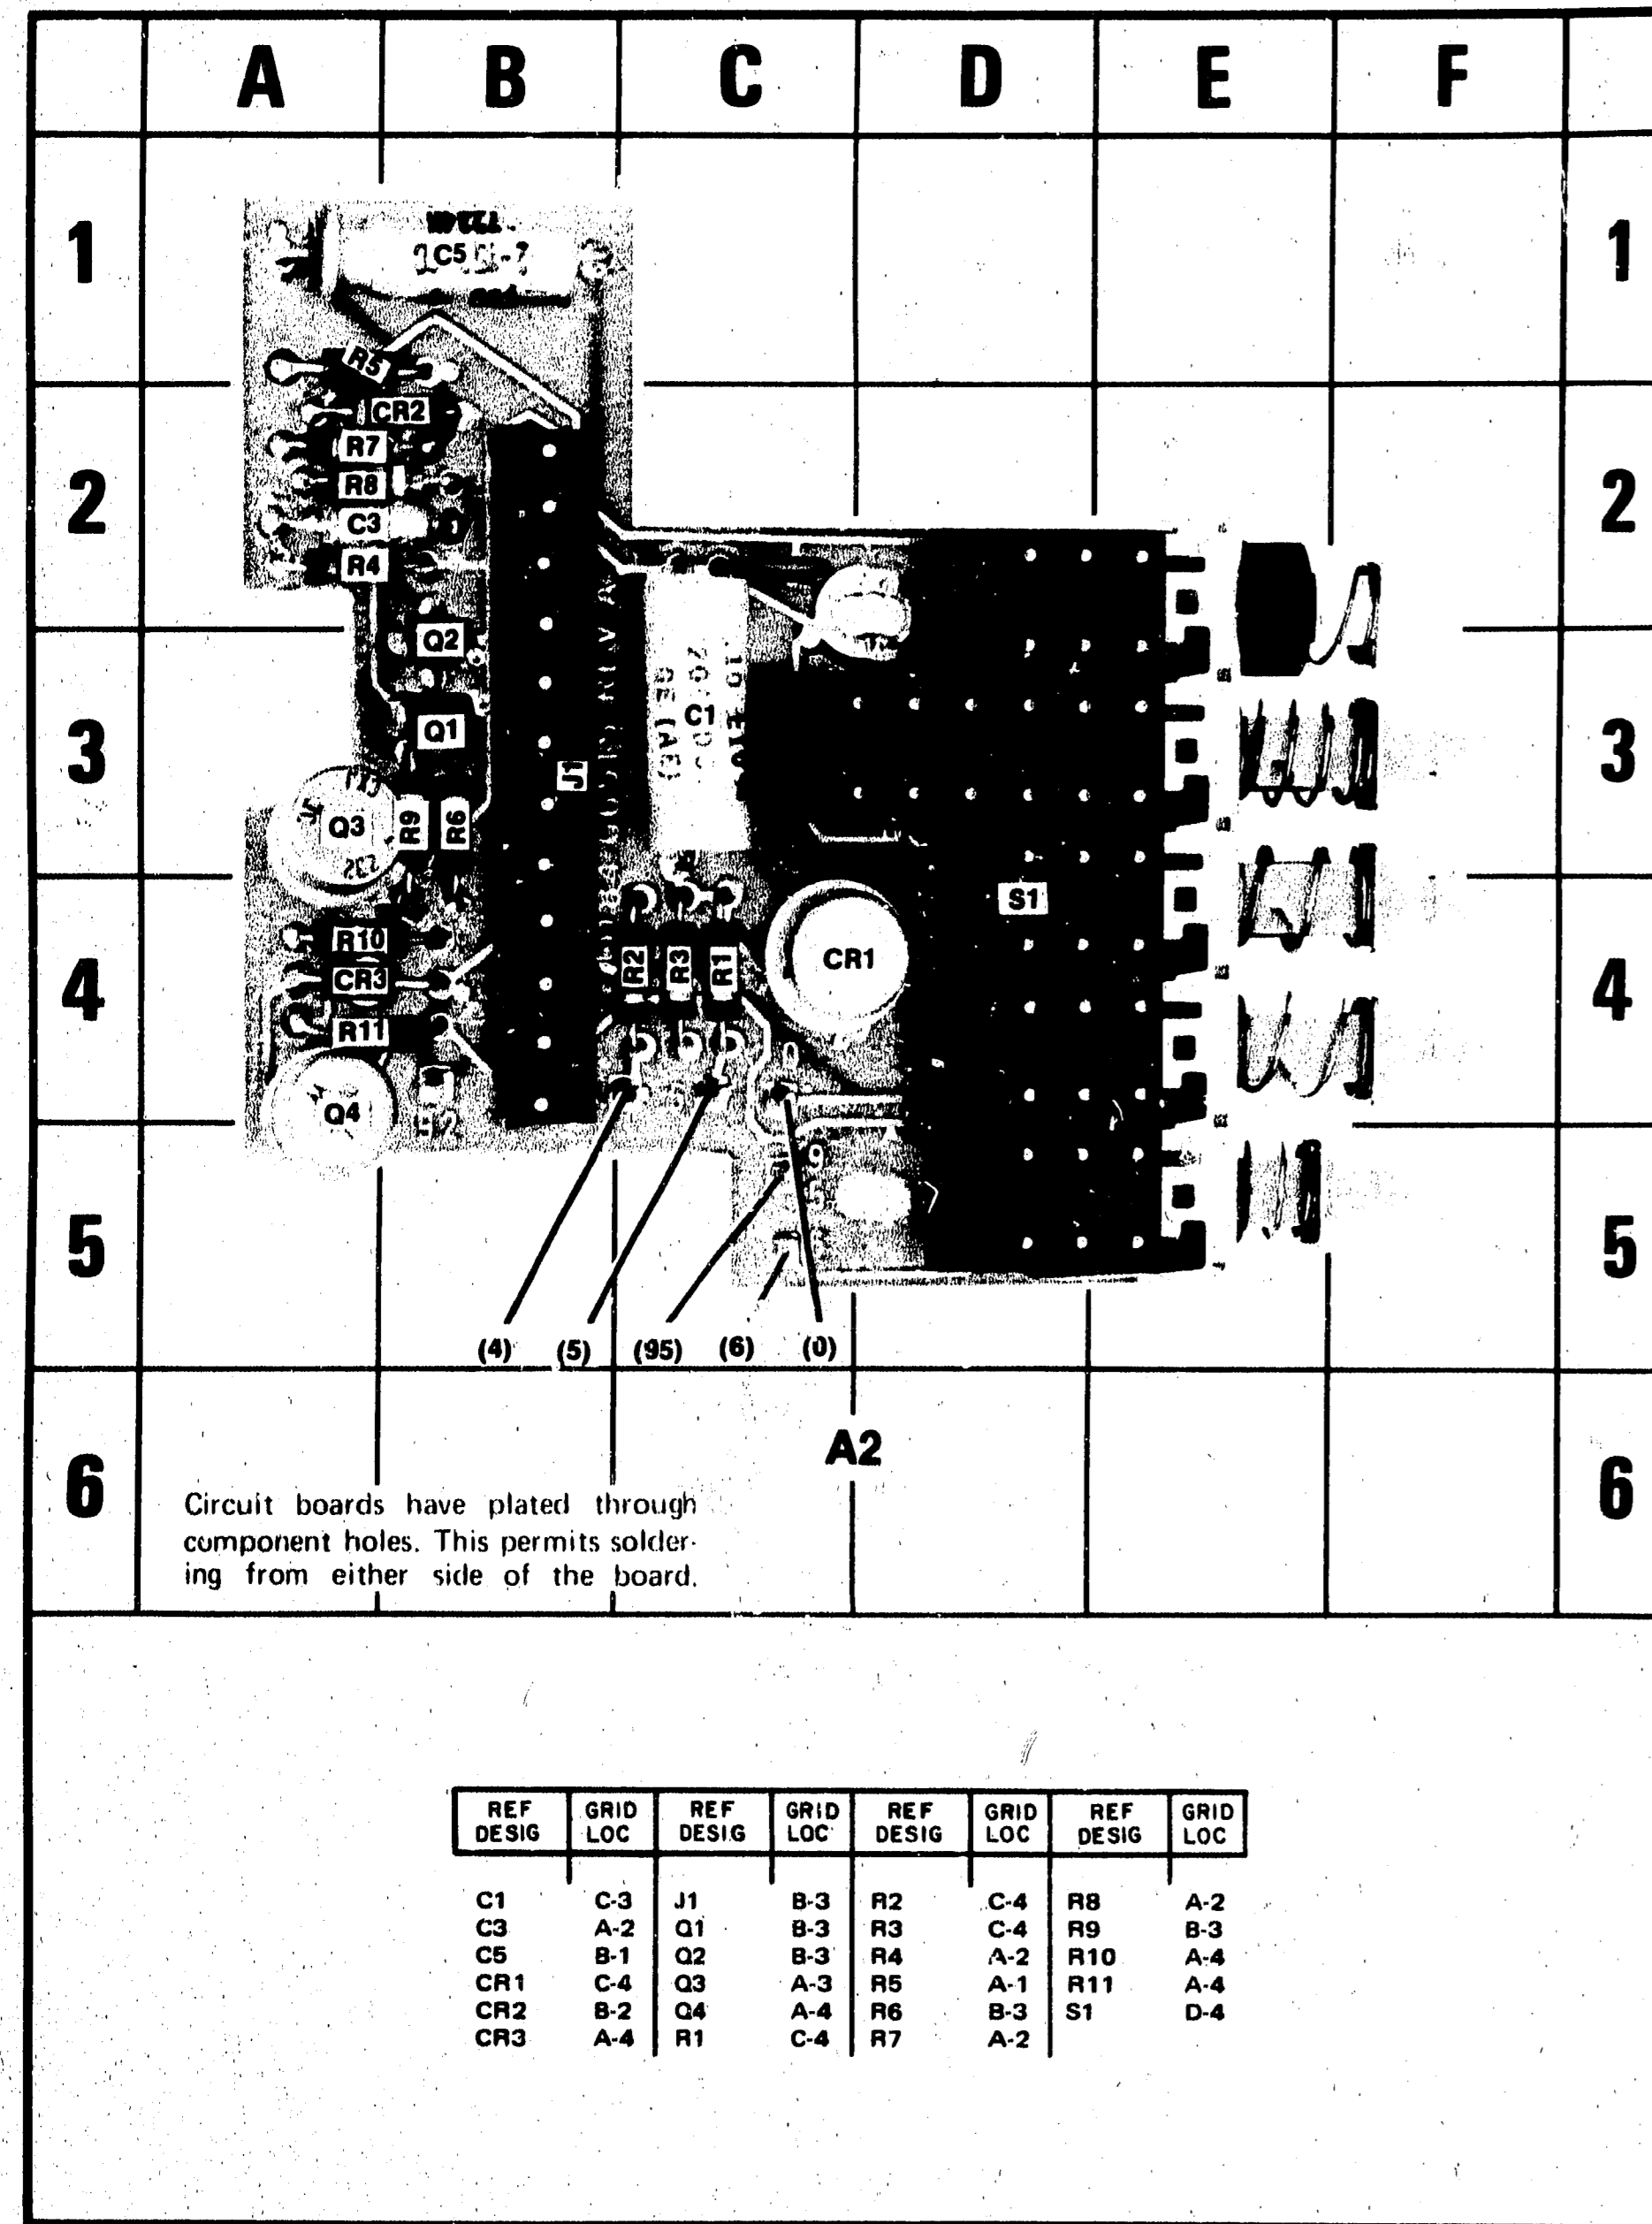 A B C D E F
1 1
C5
R5
CR2
R7
2 2
R8
C3
R4
Q2
C1
Q1
3 3
J1
Q3 R9 R6
S1
R10
CR1
R2 R3 R1
CR3
4 4
R11
Q4
9
5 5
(4) (5) (95) (6) (0)
A2
6 6
Circuit boards have plated through
component holes. This permits solder-
ing from either side of the board.
REF DESIG GRID LOC REF DESIG GRID LOC REF DESIG GRID LOC REF DESIG GRID LOC
C1 C-3 J1 B-3 R2 C-4 R8 A-2
C3 A-2 Q1 B-3 R3 C-4 R9 B-3
C5 B-1 Q2 B-3 R4 A-2 R10 A-4
CR1 C-4 Q3 A-3 R5 A-1 R11 A-4
CR2 B-2 Q4 A-4 R6 B-3 S1 D-4
CR3 A-4 R1 C-4 R7 A-2